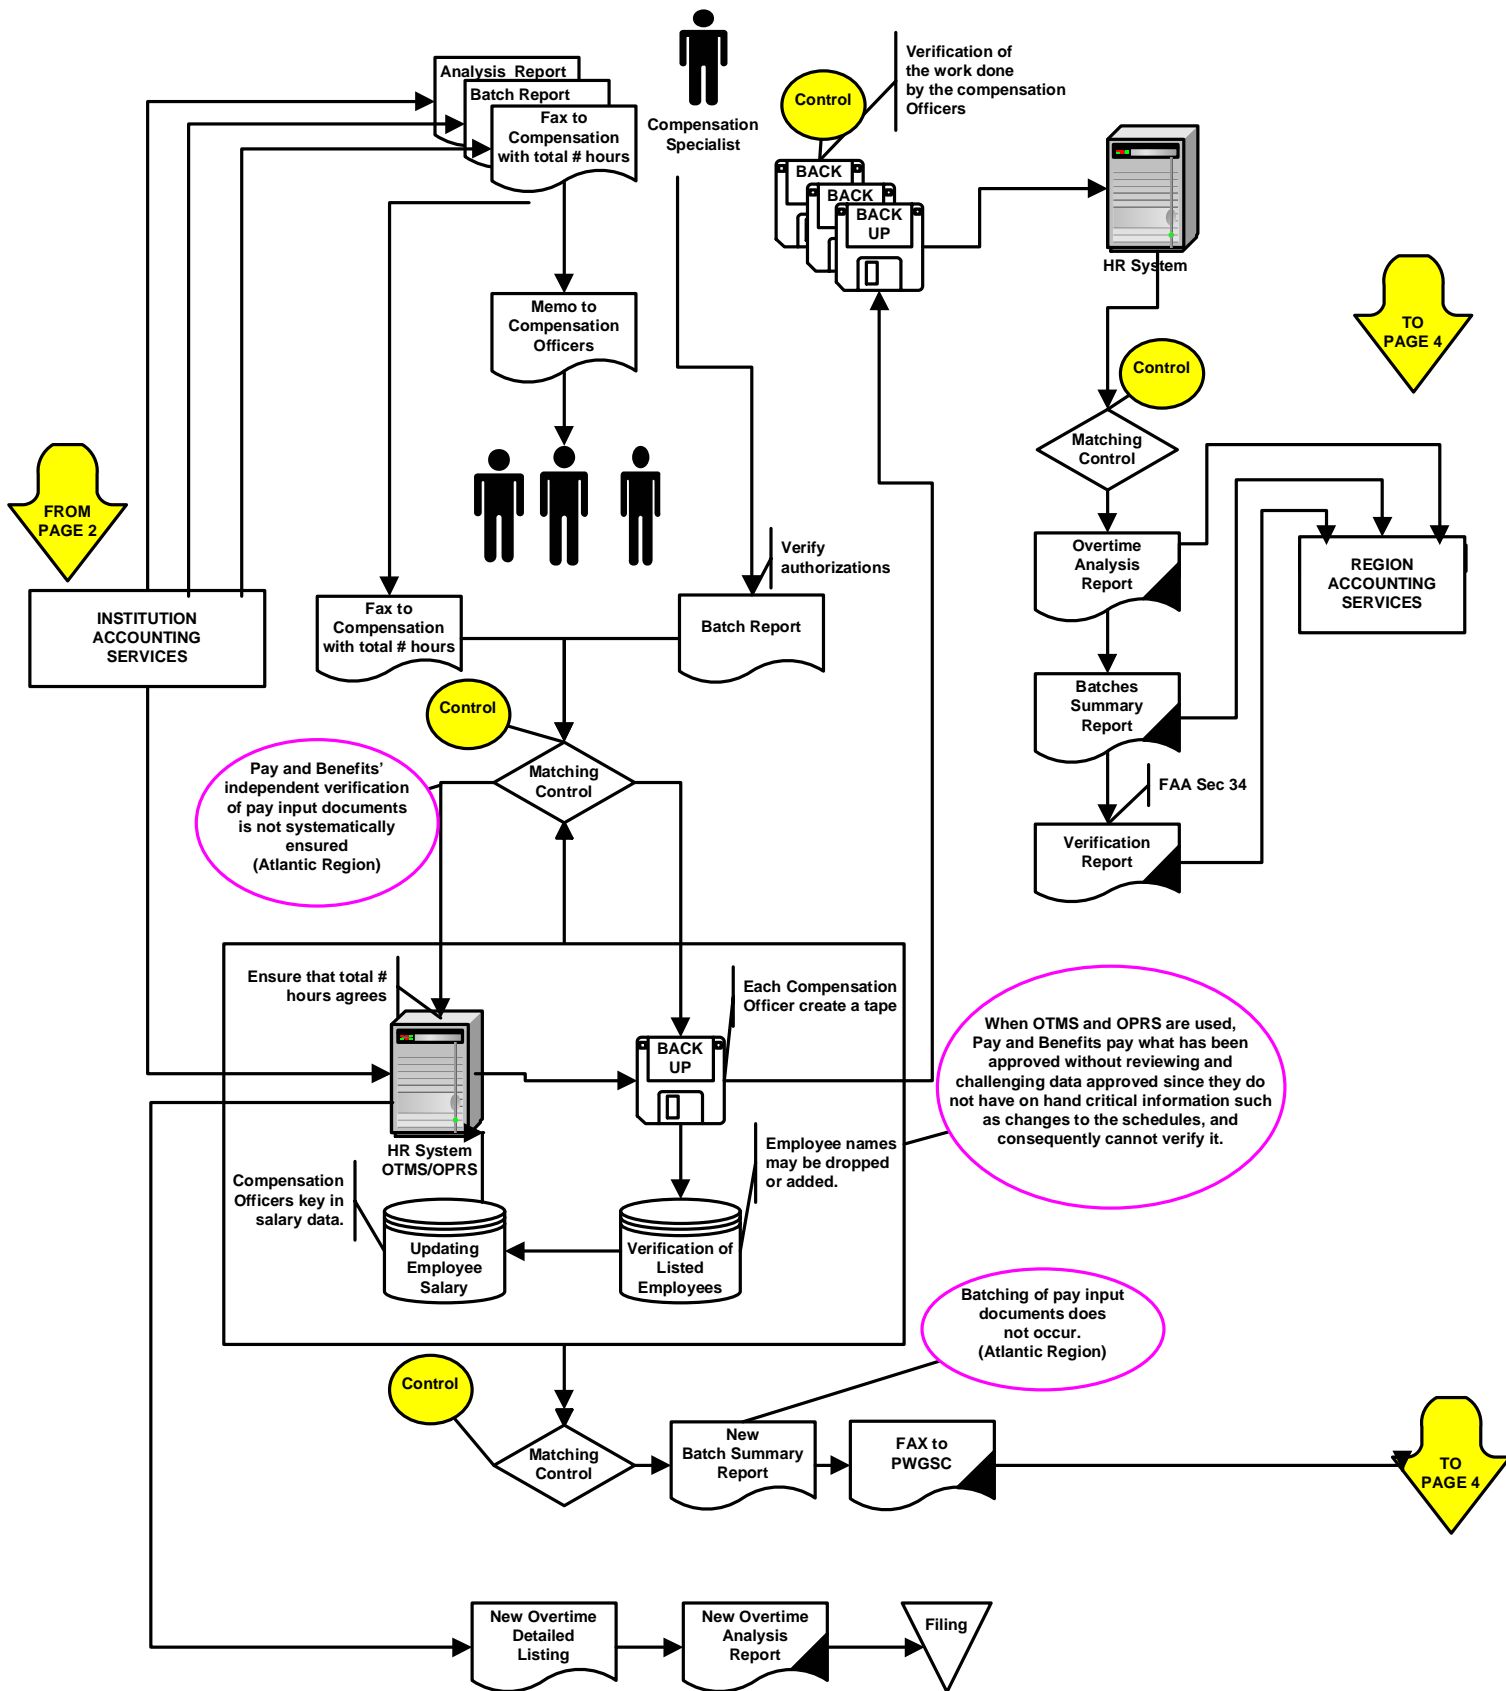 Analysis Report
Batch Report
Fax to
Compensation
with total # hours
Compensation
Specialist
Control
Verification of
the work done
by the compensation
Officers
BACK
BACK
BACK
UP
HR System
TO
PAGE 4
Memo to
Compensation
Officers
Control
Matching
Control
FROM
PAGE 2
Verify
authorizations
Overtime
Analysis
Report
REGION
ACCOUNTING
SERVICES
INSTITUTION
ACCOUNTING
SERVICES
Fax to
Compensation
with total # hours
Batch Report
Control
Batches
Summary
Report
Pay and Benefits'
independent verification
of pay input documents
is not systematically
ensured
(Atlantic Region)
Matching
Control
FAA Sec 34
Verification
Report
Ensure that total #
hours agrees
Each Compensation
Officer create a tape
When OTMS and OPRS are used,
Pay and Benefits pay what has been
approved without reviewing and
challenging data approved since they do
not have on hand critical information such
as changes to the schedules, and
consequently cannot verify it.
BACK
UP
HR System
OTMS/OPRS
Employee names
may be dropped
or added.
Compensation
Officers key in
salary data.
Updating
Employee
Salary
Verification of
Listed
Employees
Batching of pay input
documents does
not occur.
(Atlantic Region)
Control
Matching
Control
New
Batch Summary
Report
FAX to
PWGSC
TO
PAGE 4
New Overtime
Detailed
Listing
New Overtime
Analysis
Report
Filing